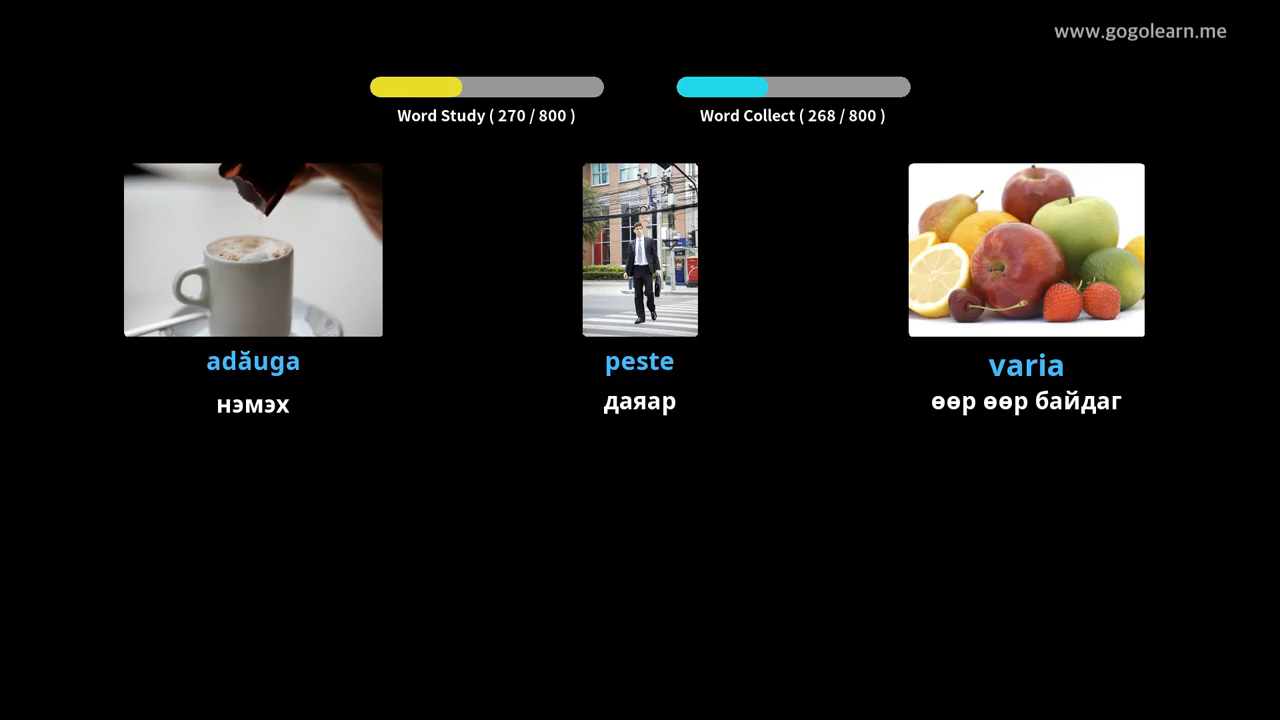 www.gogolearn.me
Word Study ( 270 / 800 )
Word Collect ( 268 / 800 )
adăuga
peste
varia
нэмэх
даяар
өөр өөр байдаг